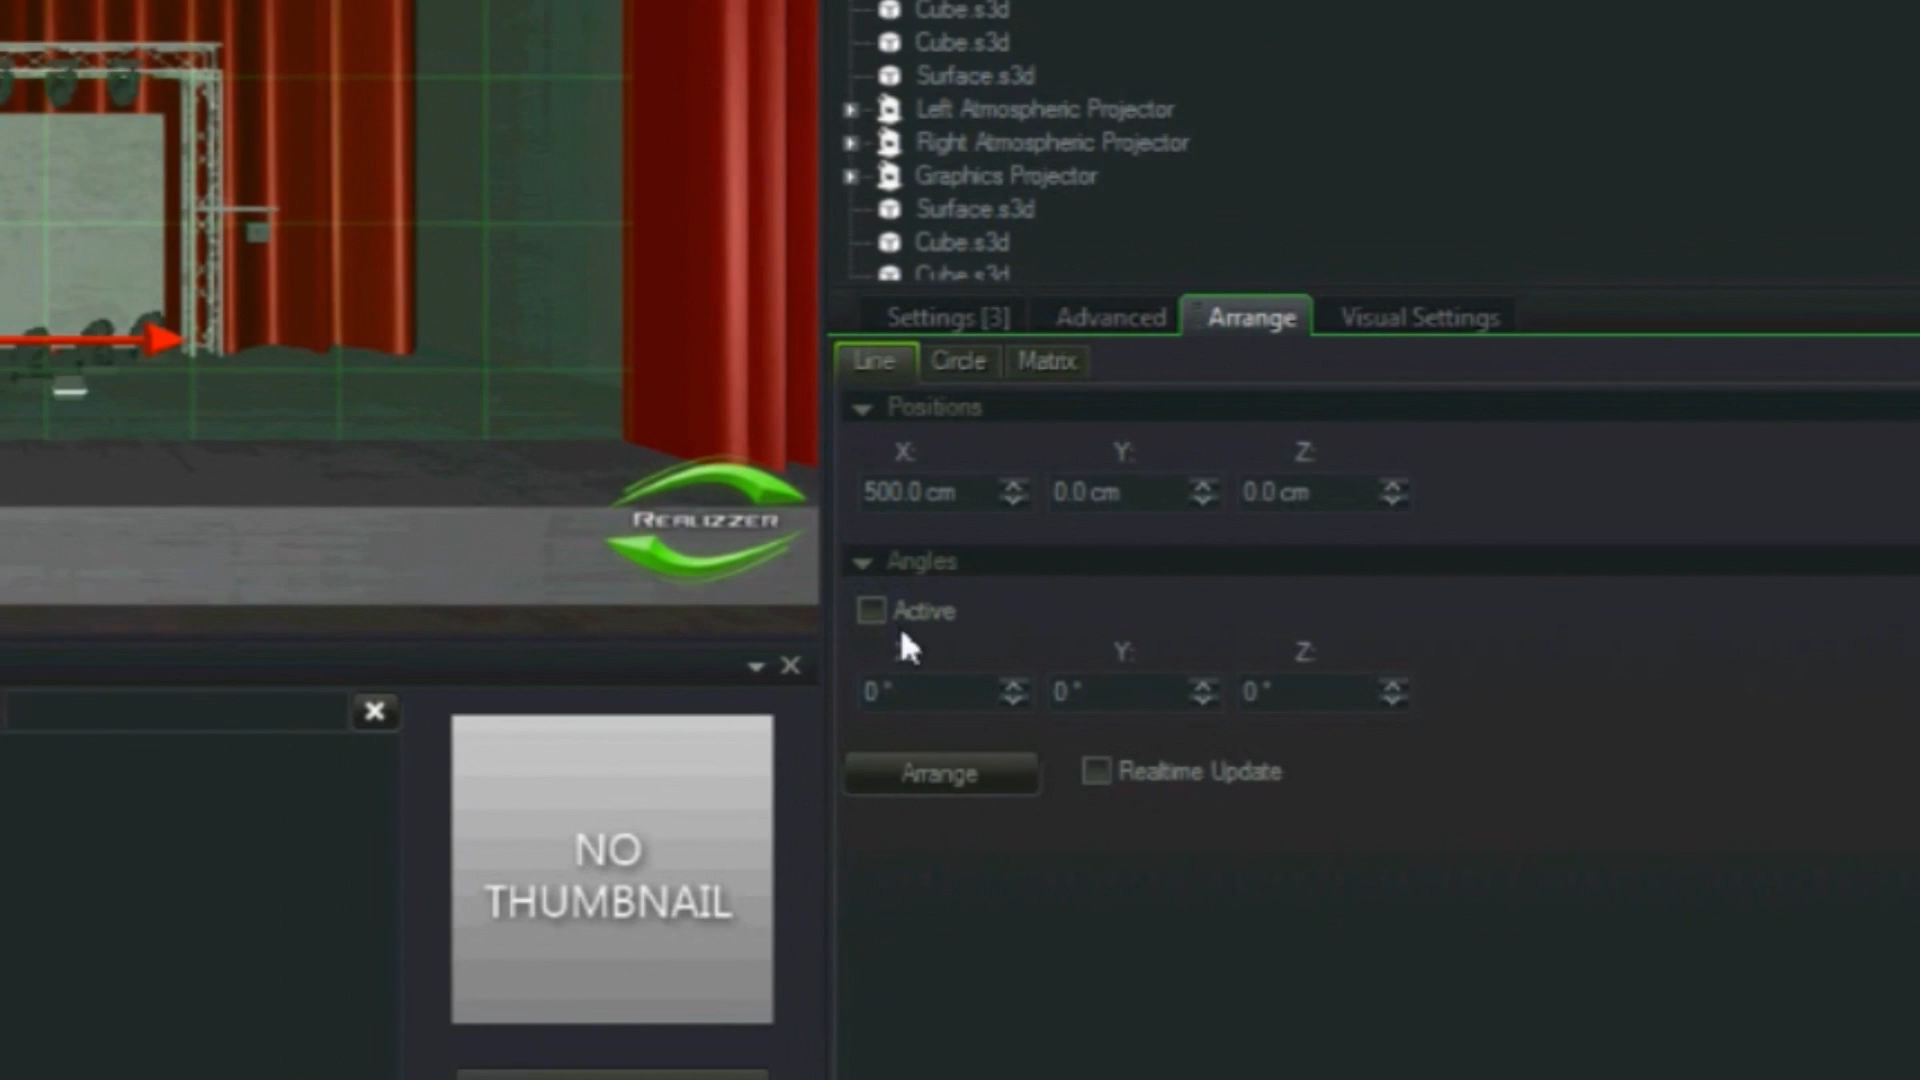 Cube.s3d
Cube.s3d
Surface.s3d
Left Atmospheric Projector
Right Atmospheric Projector
Graphics Projector
Surface.s3d
Cube.s3d
Cube.s3d
Settings [3] Advanced Arrange Visual Settings
Line Circle Matrix
Positions
X: Y: Z:
500.0 cm 0.0 cm 0.0 cm
Angles
Active
Y: Z:
0° 0° 0°
Arrange Realtime Update
REALIZZER
NO
THUMBNAIL